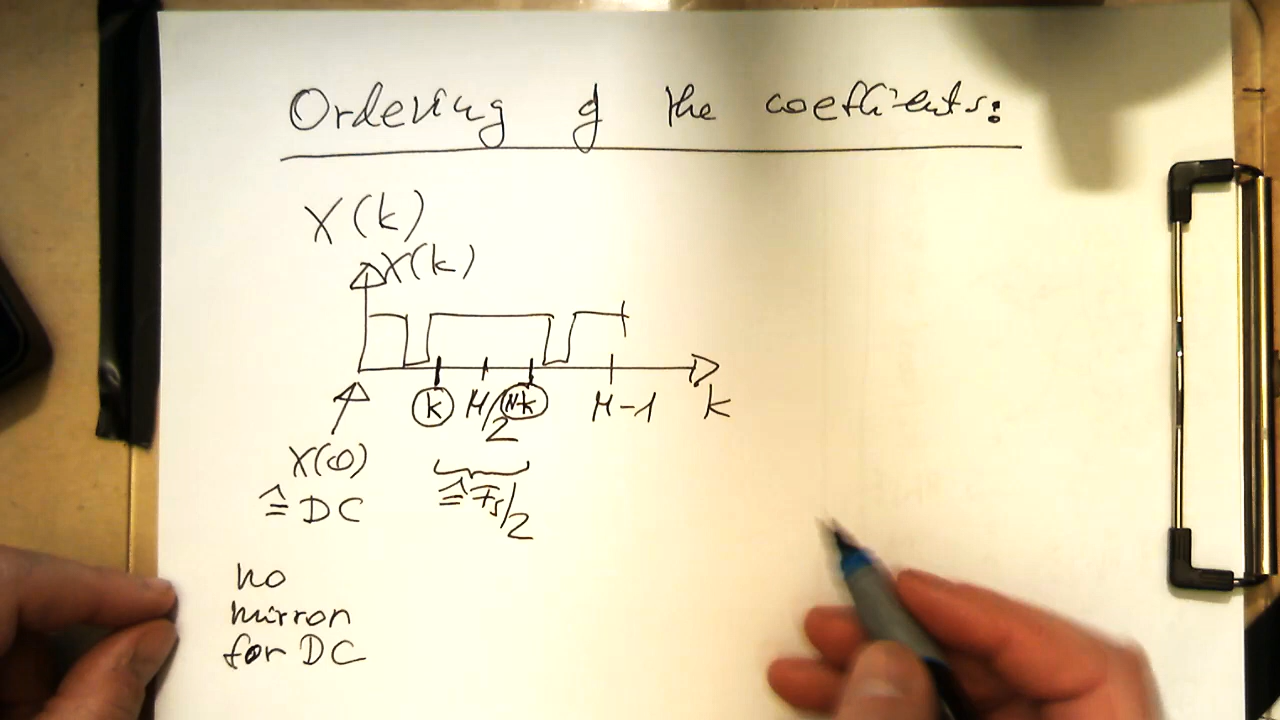 Ordering of the coefficients:
X(k)
X(k)
k M/2 N-k M-1 k
X(0)
≙ DC
≙ Fs/2
no
mirror
for DC